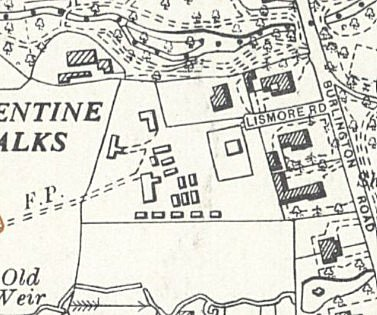 ENTINE
ALKS
LISMORE RD
BURLINGTON
ROAD
F.P.
Old
Weir